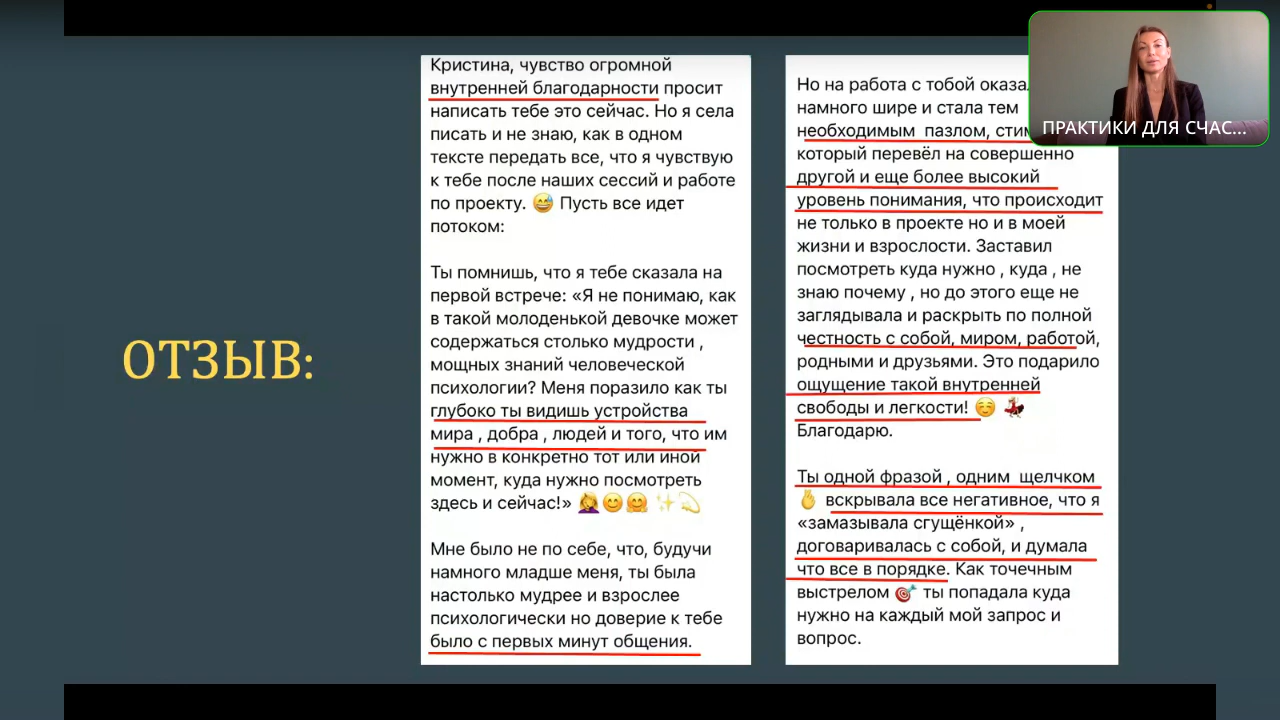 ОТЗЫВ:
Кристина, чувство огромной
внутренней благодарности просит
написать тебе это сейчас. Но я села
писать и не знаю, как в одном
тексте передать все, что я чувствую
к тебе после наших сессий и работе
по проекту. 😅 Пусть все идет
потоком:
Ты помнишь, что я тебе сказала на
первой встрече: «Я не понимаю, как
в такой молоденькой девочке может
содержаться столько мудрости ,
мощных знаний человеческой
психологии? Меня поразило как ты
глубоко ты видишь устройства
мира , добра , людей и того, что им
нужно в конкретно тот или иной
момент, куда нужно посмотреть
здесь и сейчас!» 🤦‍♀️😊🤗 ✨💫
Мне было не по себе, что, будучи
намного младше меня, ты была
настолько мудрее и взрослее
психологически но доверие к тебе
было с первых минут общения.
Но на работа с тобой
намного шире и стала тем
необходимым пазлом,
который перевёл на совершенно
другой и еще более высокий
уровень понимания, что происходит
не только в проекте но и в моей
жизни и взрослости. Заставил
посмотреть куда нужно , куда , не
знаю почему , но до этого еще не
заглядывала и раскрыть по полной
честность с собой, миром, работой,
родными и друзьями. Это подарило
ощущение такой внутренней
свободы и легкости! ☺️ 💃
Благодарю.
Ты одной фразой , одним щелчком
🫰 вскрывала все негативное, что я
«замазывала сгущёнкой» ,
договаривалась с собой, и думала
что все в порядке. Как точечным
выстрелом 🎯 ты попадала куда
нужно на каждый мой запрос и
вопрос.
ПРАКТИКИ ДЛЯ СЧАС...